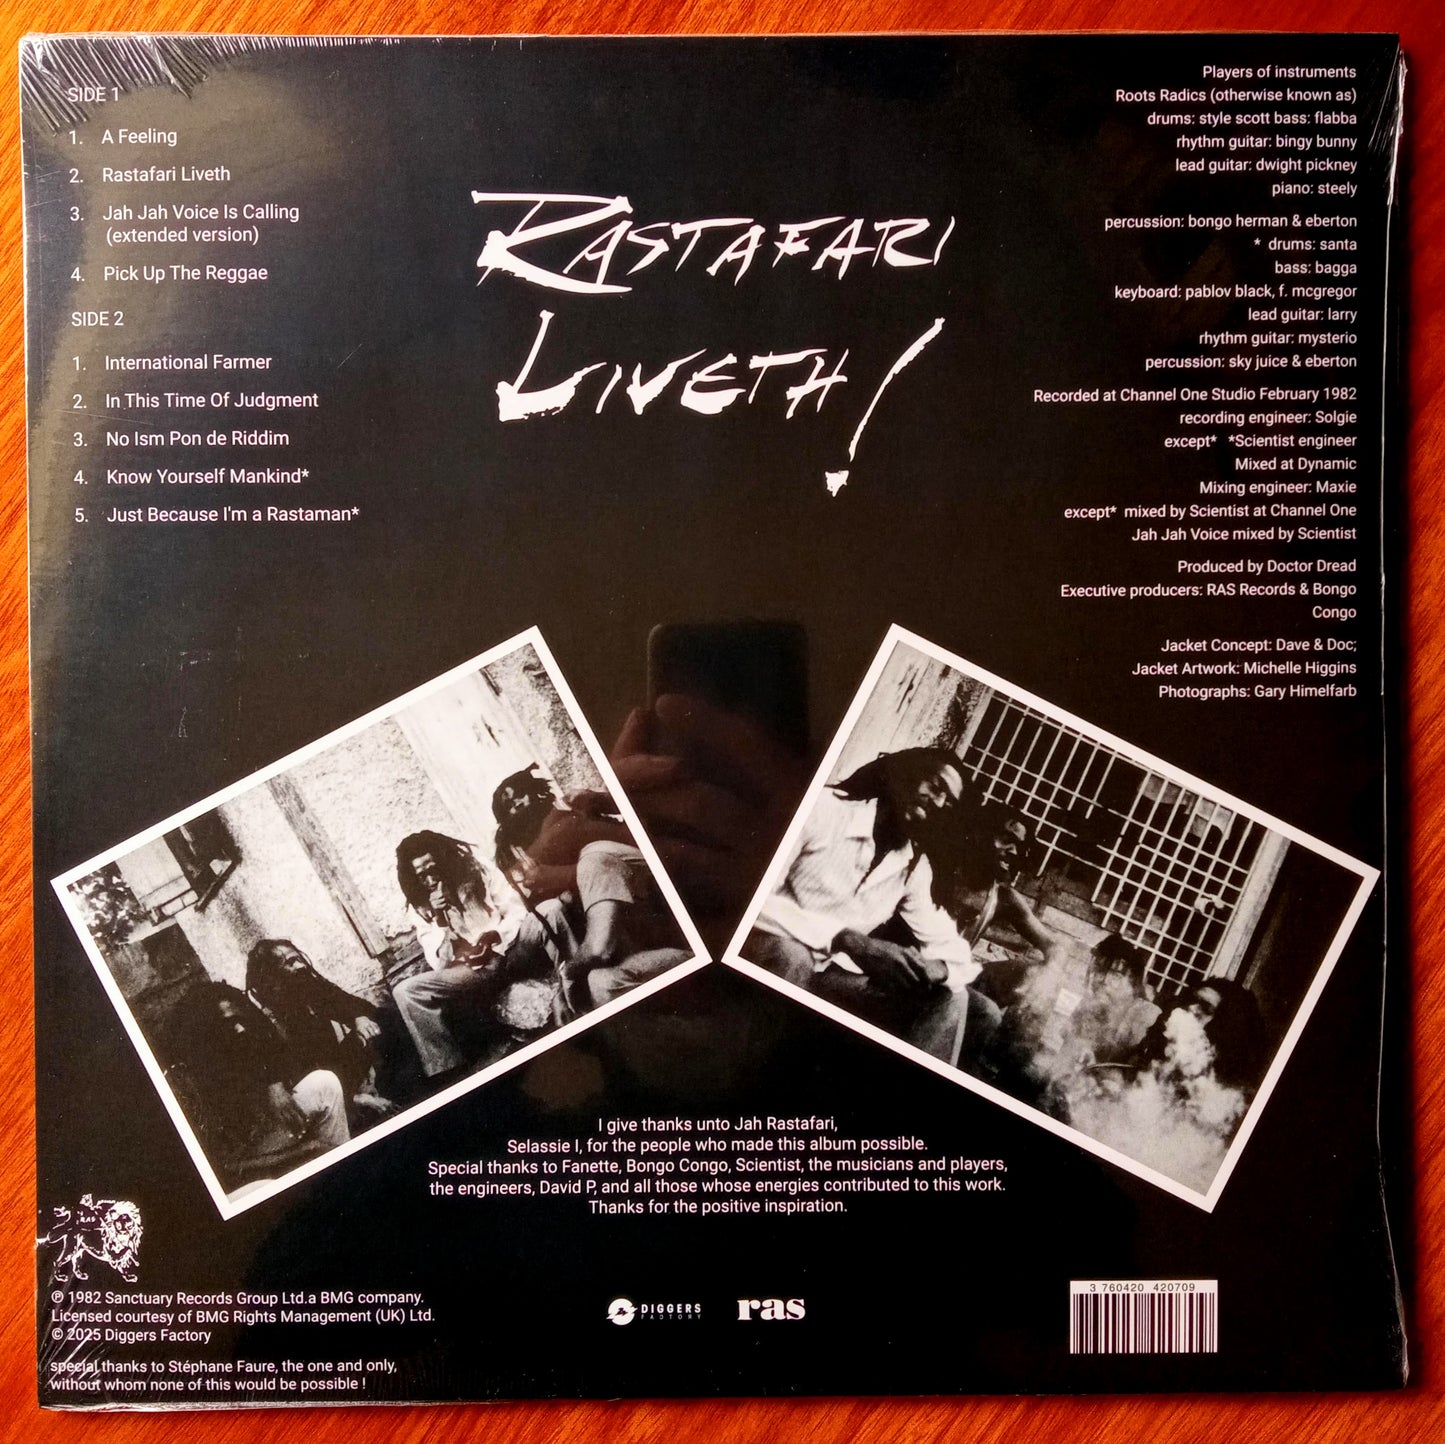 SIDE 1
1. A Feeling
2. Rastafari Liveth
3. Jah Jah Voice Is Calling
(extended version)
4. Pick Up The Reggae
SIDE 2
1. International Farmer
2. In This Time Of Judgment
3. No Ism Pon de Riddim
4. Know Yourself Mankind*
5. Just Because I'm a Rastaman*
RASTAFARI
LIVETH!
Players of instruments
Roots Radics (otherwise known as)
drums: style scott bass: flabba
rhythm guitar: bingy bunny
lead guitar: dwight pickney
piano: steely
percussion: bongo herman & eberton
* drums: santa
bass: bagga
keyboard: pablov black, f. mcgregor
lead guitar: larry
rhythm guitar: mysterio
percussion: sky juice & eberton
Recorded at Channel One Studio February 1982
recording engineer: Solgie
except* *Scientist engineer
Mixed at Dynamic
Mixing engineer: Maxie
except* mixed by Scientist at Channel One
Jah Jah Voice mixed by Scientist
Produced by Doctor Dread
Executive producers: RAS Records & Bongo
Congo
Jacket Concept: Dave & Doc;
Jacket Artwork: Michelle Higgins
Photographs: Gary Himelfarb
I give thanks unto Jah Rastafari,
Selassie I, for the people who made this album possible.
Special thanks to Fanette, Bongo Congo, Scientist, the musicians and players,
the engineers, David P, and all those whose energies contributed to this work.
Thanks for the positive inspiration.
RAS
℗ 1982 Sanctuary Records Group Ltd.a BMG company.
Licensed courtesy of BMG Rights Management (UK) Ltd.
© 2025 Diggers Factory
special thanks to Stéphane Faure, the one and only,
without whom none of this would be possible !
DIGGERS
FACTORY
ras
3 760420 420709